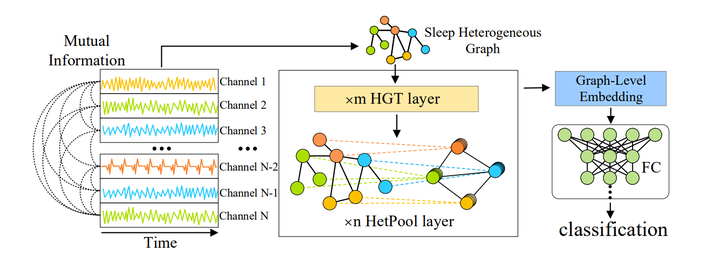 Mutual
Information
Sleep Heterogeneous
Graph
Channel 1
Channel 2
Channel 3
Channel N-2
Channel N-1
Channel N
Time
×m HGT layer
×n HetPool layer
Graph-Level
Embedding
FC
classification